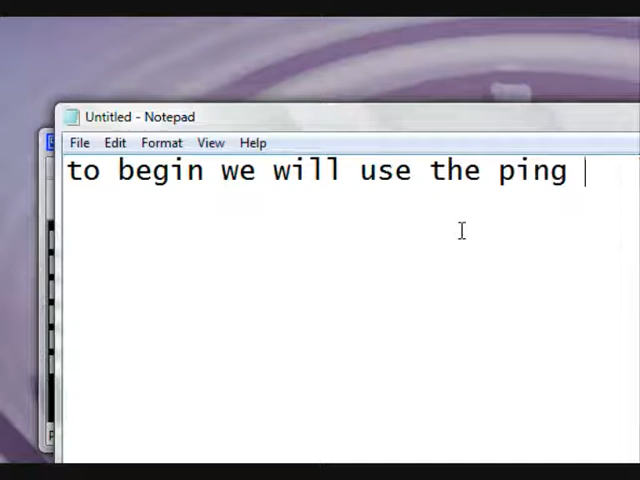 Untitled - Notepad
File Edit Format View Help
to begin we will use the ping